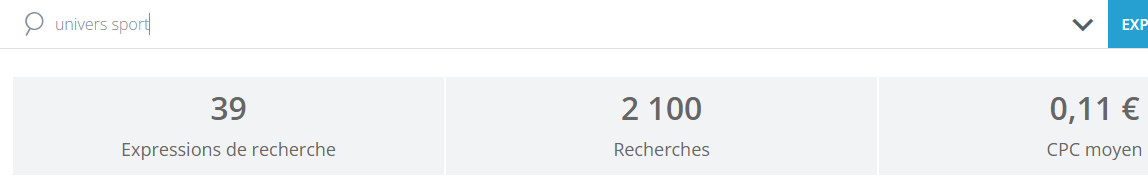 univers sport
EXP
39
2 100
0,11 €
Expressions de recherche
Recherches
CPC moyen